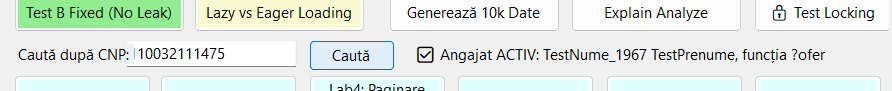 Test B Fixed (No Leak) Lazy vs Eager Loading Generează 10k Date Explain Analyze Test Locking
Caută după CNP: 10032111475 Caută Angajat ACTIV: TestNume_1967 TestPrenume, funcția ?ofer
Lab4: Paginare